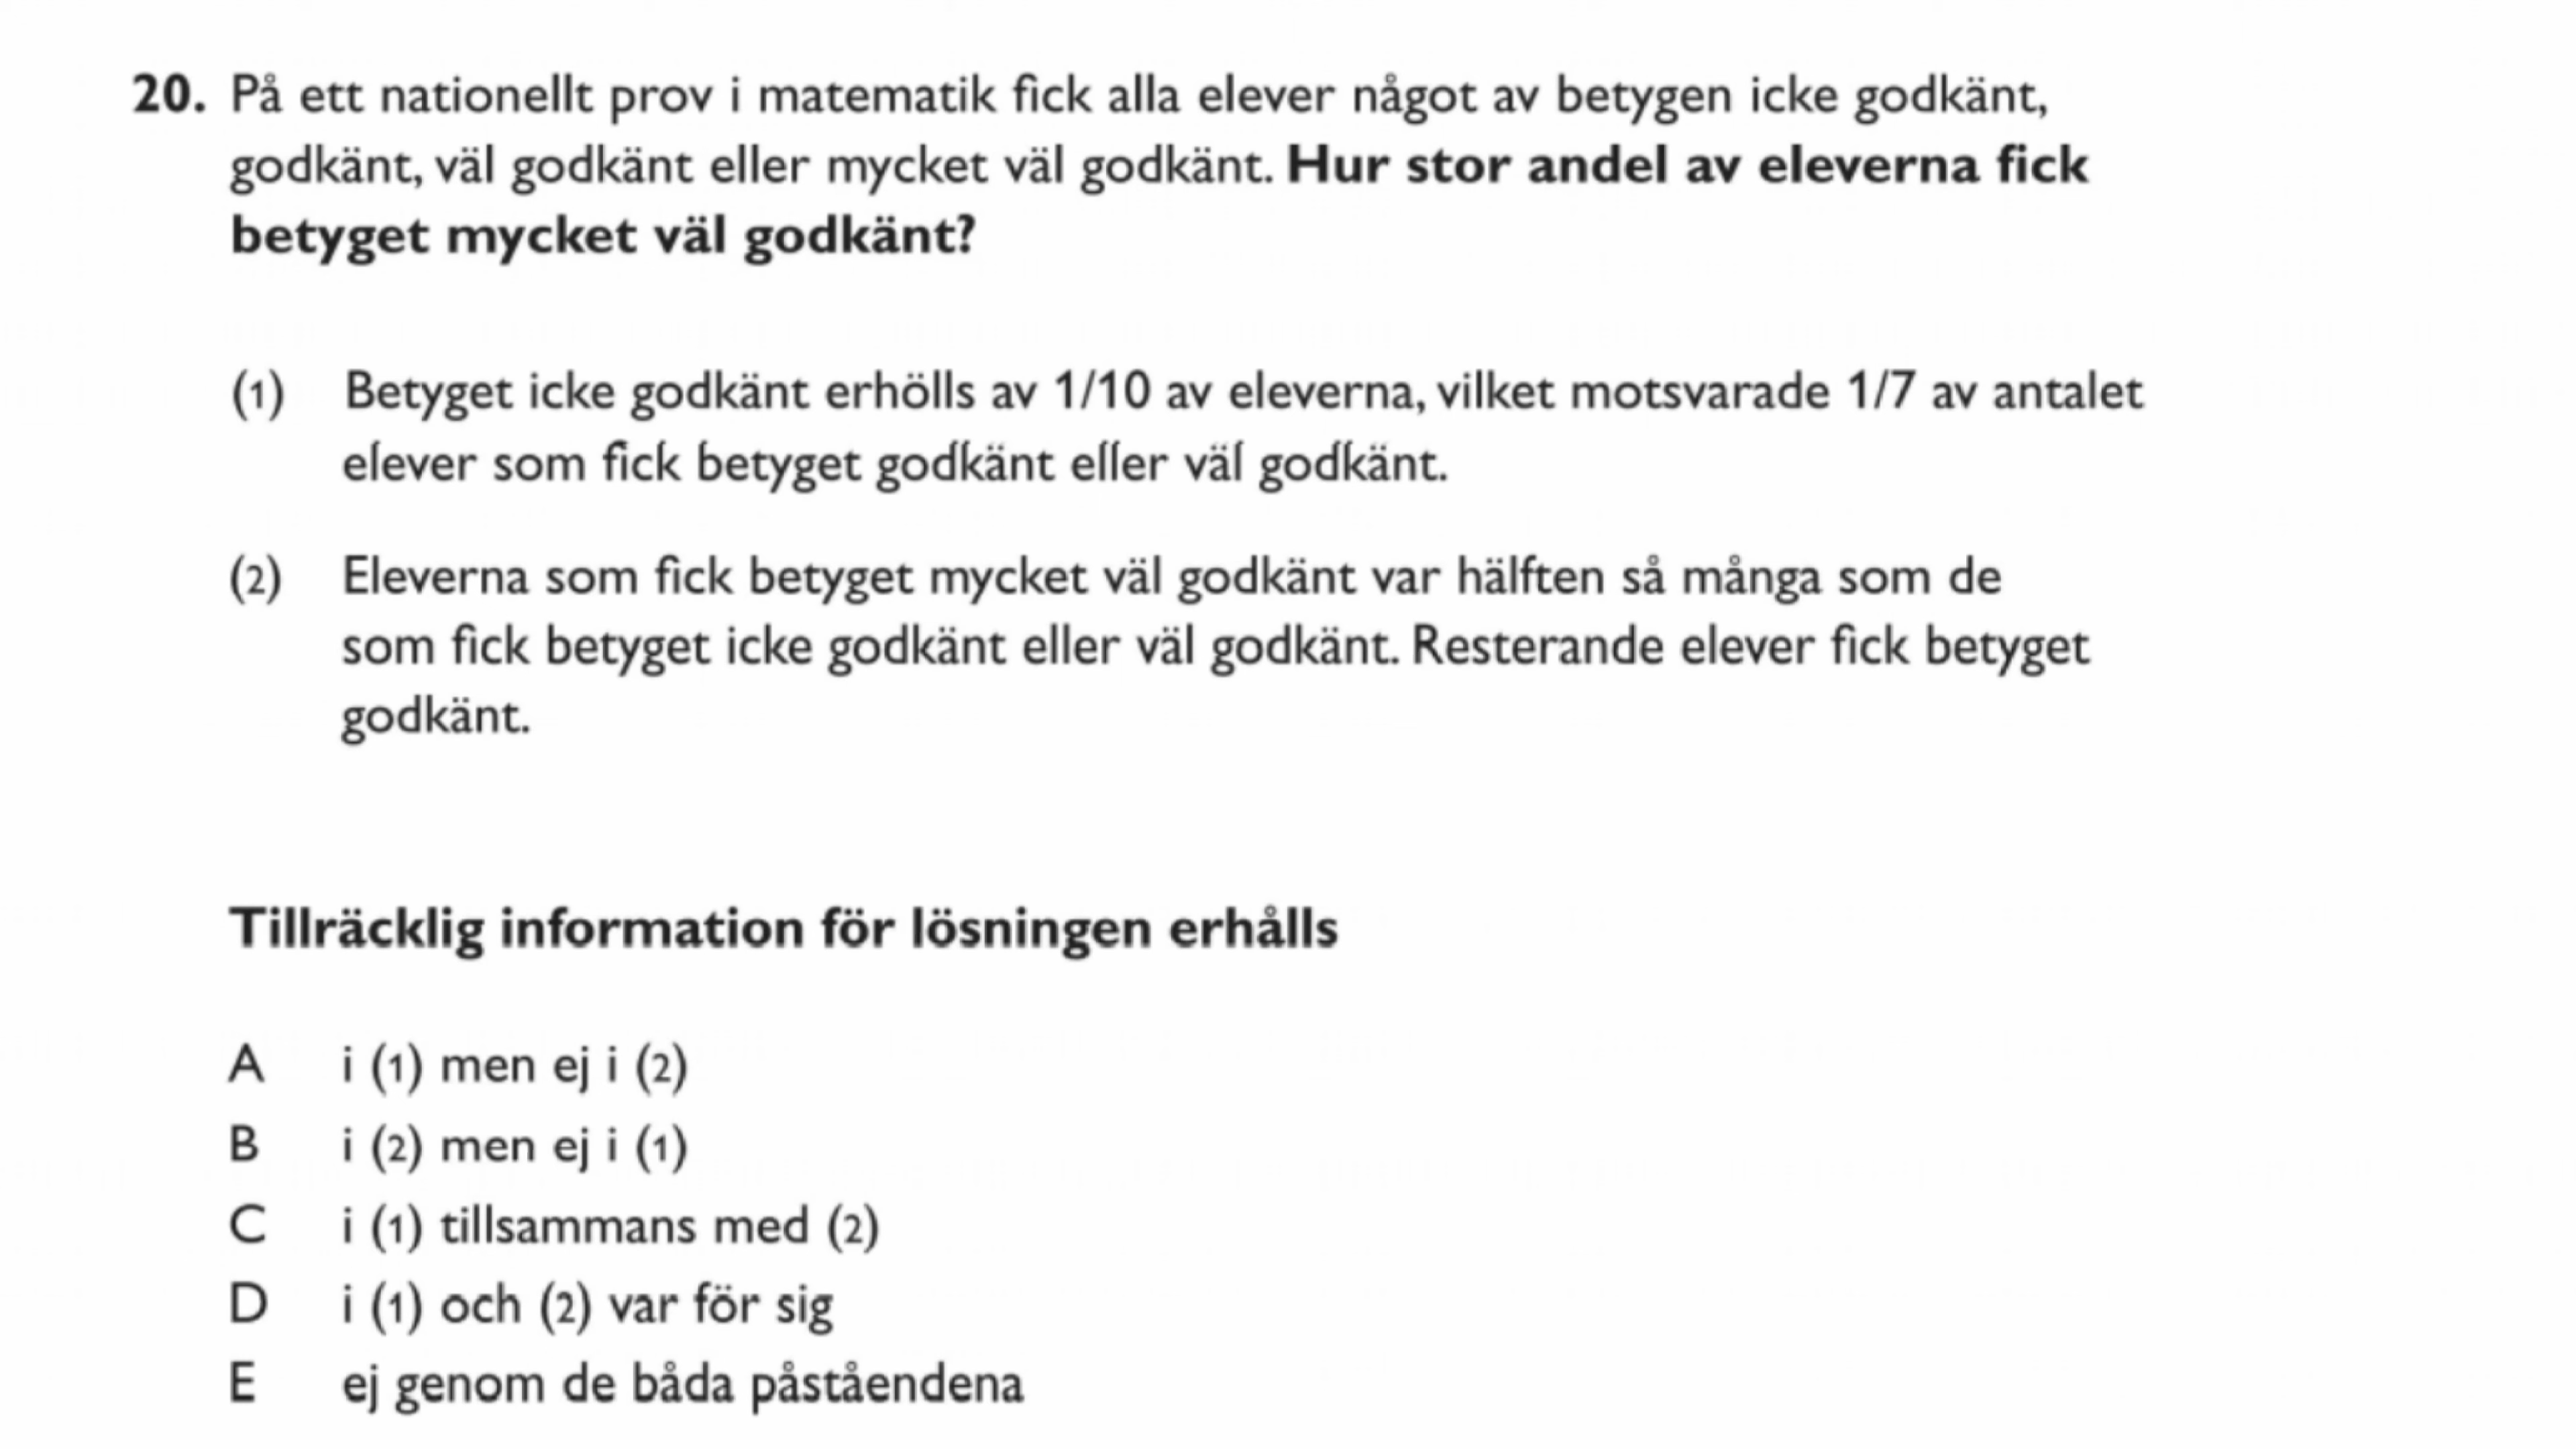 20. På ett nationellt prov i matematik fick alla elever något av betygen icke godkänt,
godkänt, väl godkänt eller mycket väl godkänt. Hur stor andel av eleverna fick
betyget mycket väl godkänt?
(1) Betyget icke godkänt erhölls av 1/10 av eleverna, vilket motsvarade 1/7 av antalet
elever som fick betyget godkänt eller väl godkänt.
(2) Eleverna som fick betyget mycket väl godkänt var hälften så många som de
som fick betyget icke godkänt eller väl godkänt. Resterande elever fick betyget
godkänt.
Tillräcklig information för lösningen erhålls
A i (1) men ej i (2)
B i (2) men ej i (1)
C i (1) tillsammans med (2)
D i (1) och (2) var för sig
E ej genom de båda påståendena